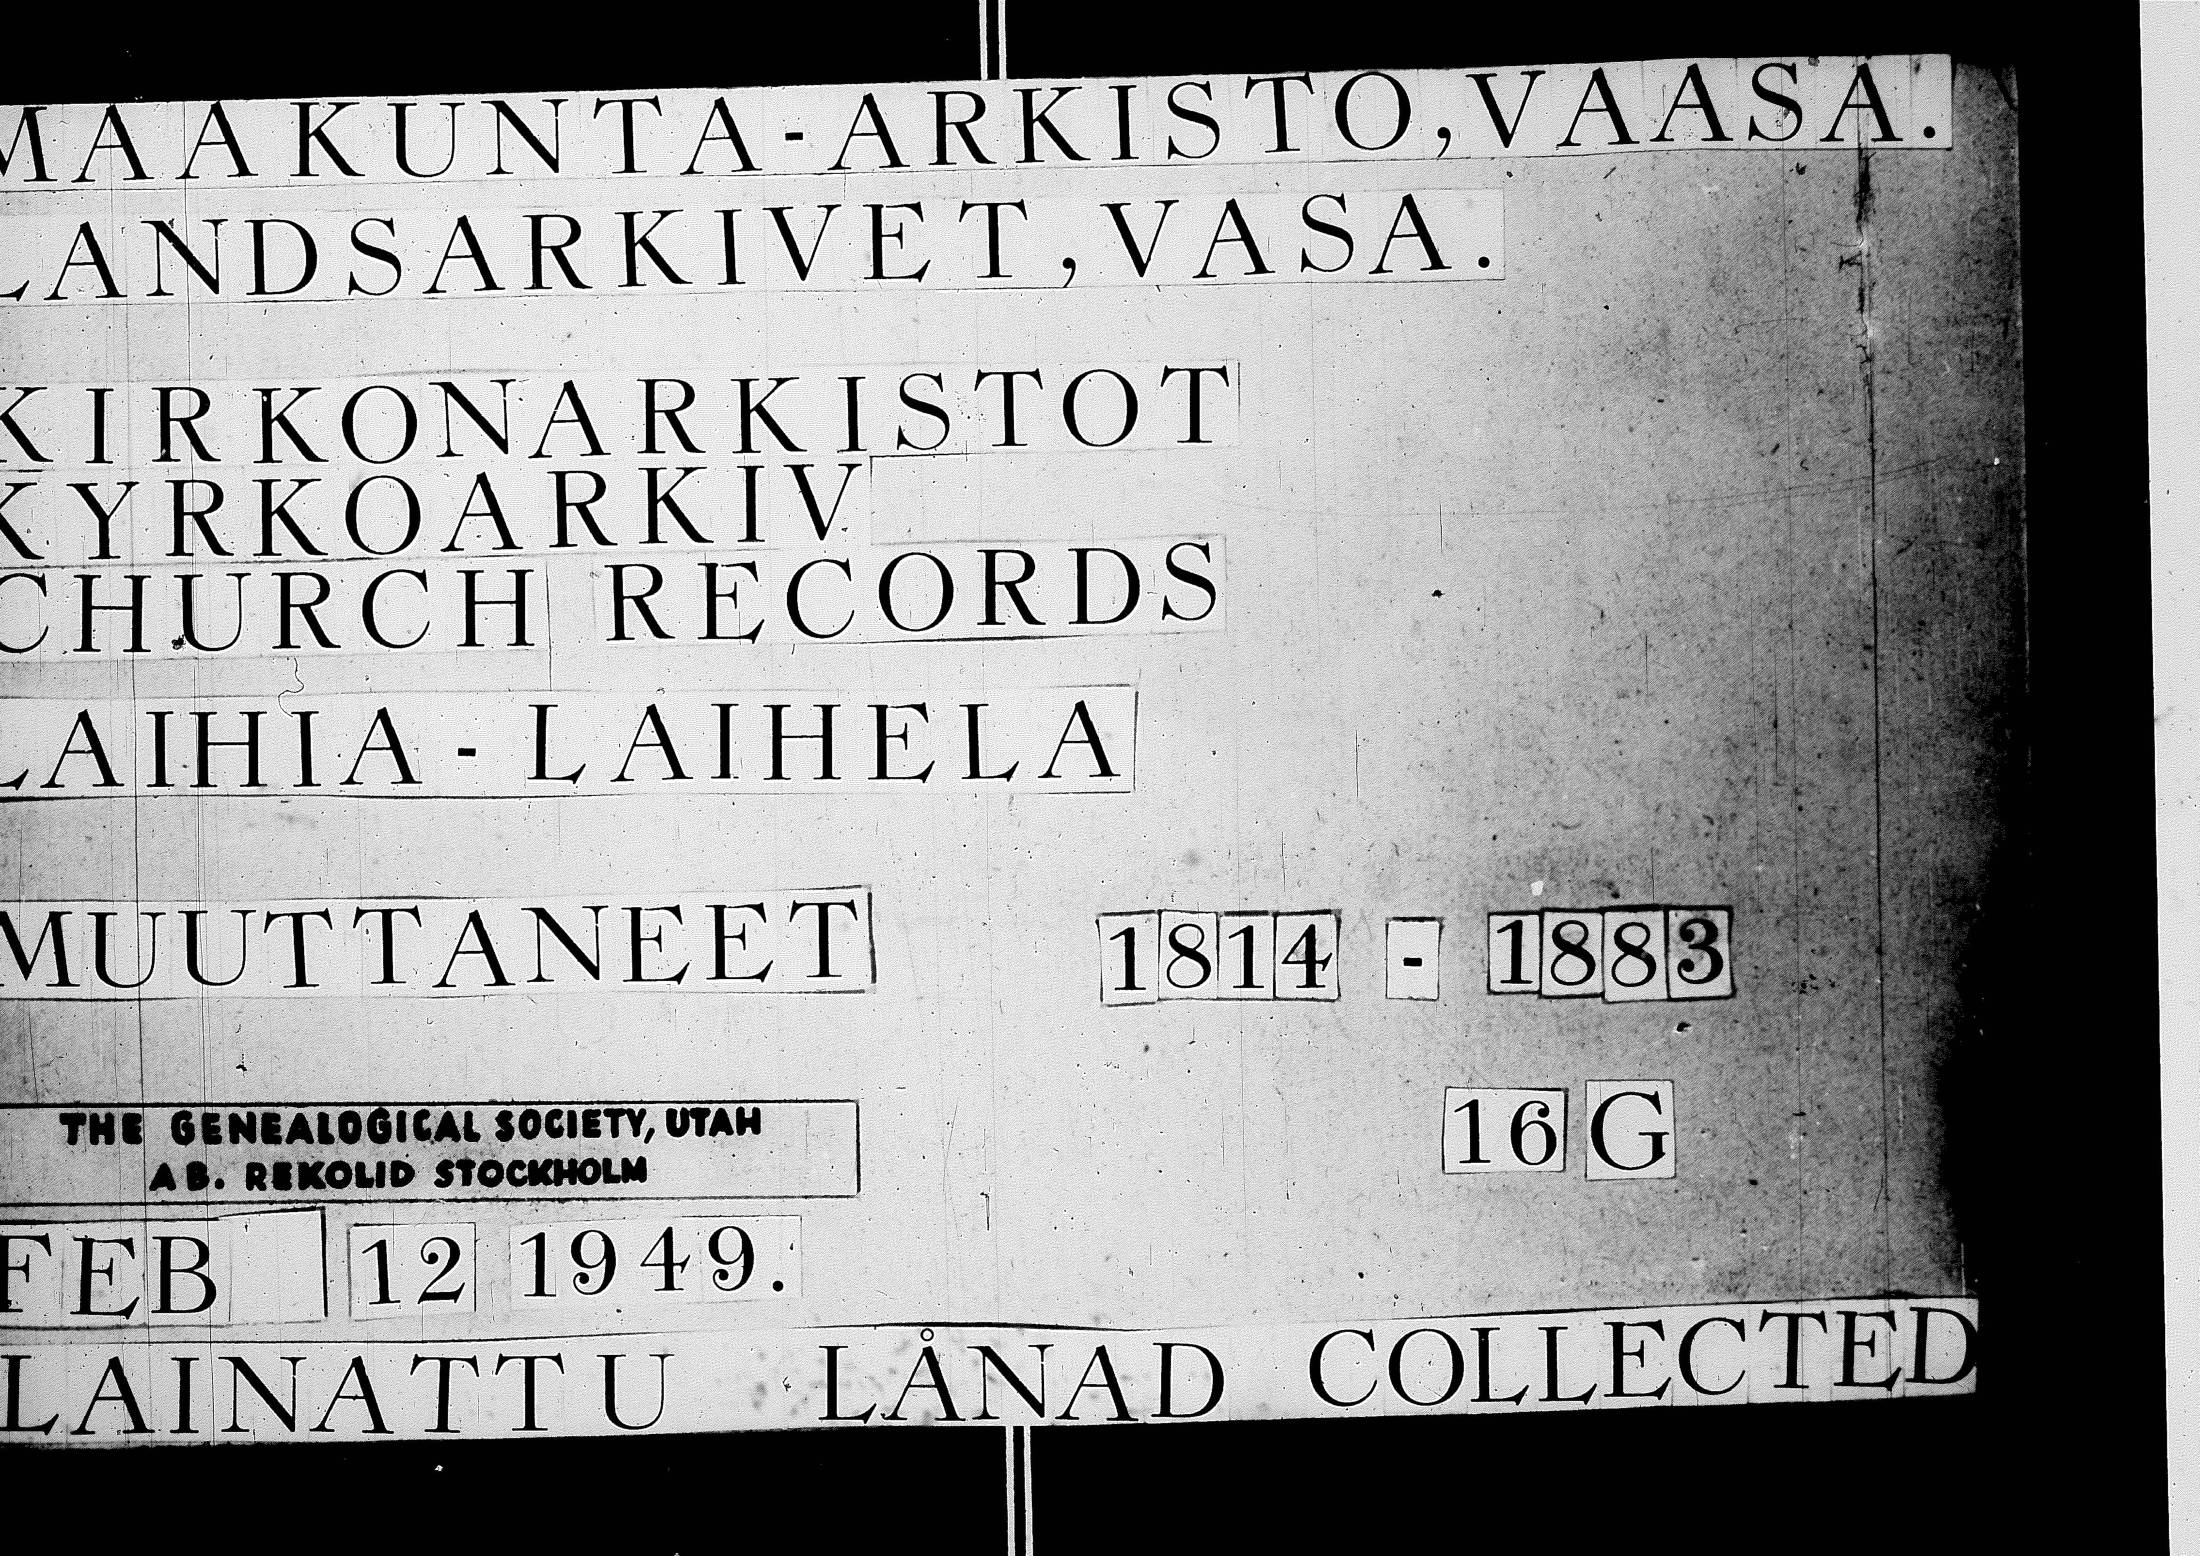 MAAKUNTA-ARKISTO, VAASA.
LANDSARKIVET, VASA.
KIRKONARKISTOT
KYRKOARKIV
CHURCH RECORDS
LAIHIA - LAIHELA
MUUTTANEET 1814 - 1883
16 G
THE GENEALOGICAL SOCIETY, UTAH
AB. REKOLID STOCKHOLM
FEB 12 1949.
LAINATTU LÅNAD COLLECTED